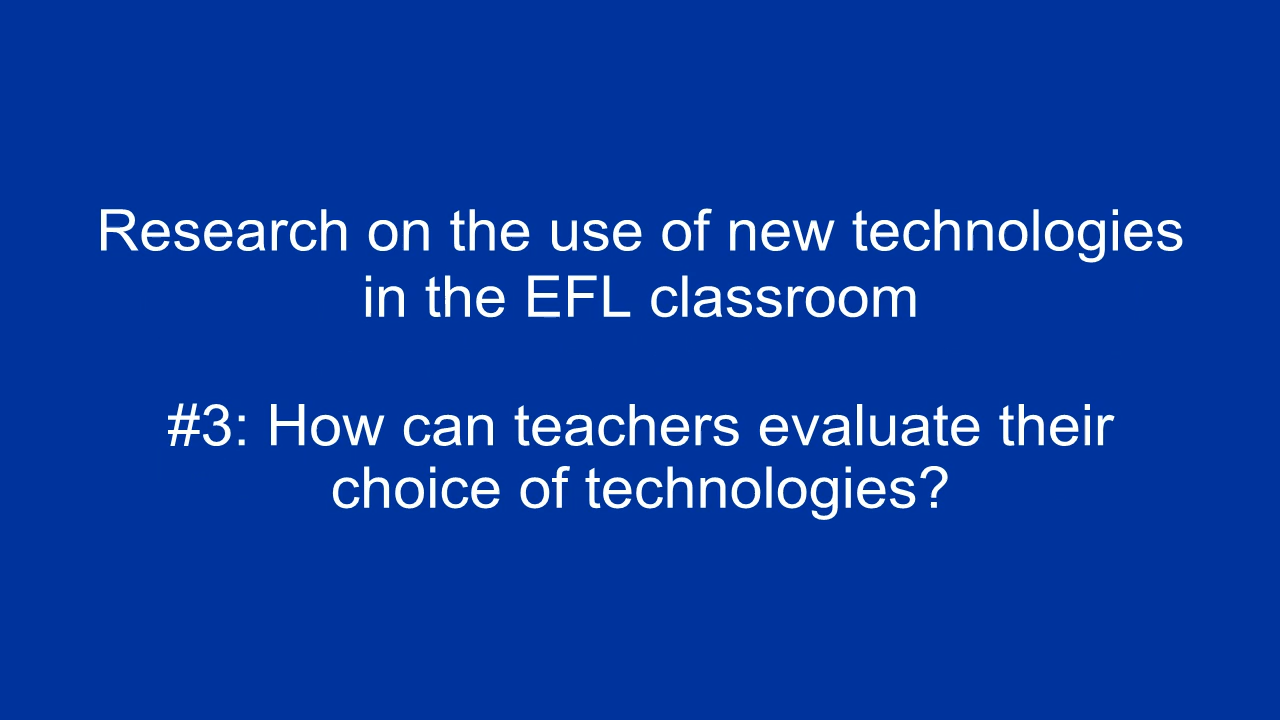 Research on the use of new technologies
in the EFL classroom
#3: How can teachers evaluate their
choice of technologies?